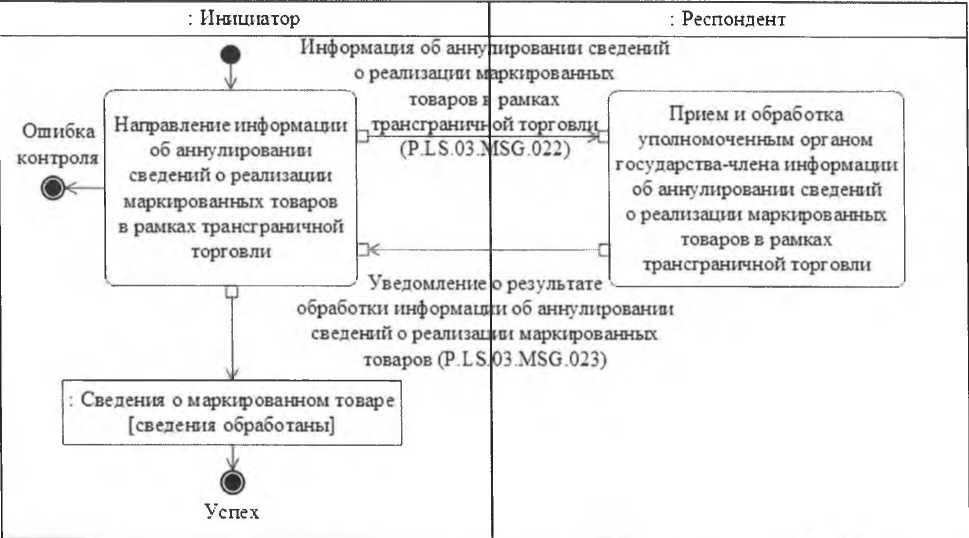 : Инициатор
: Респондент
Информация об аннулировании сведений
о реализации маркированных
товаров в рамках
трансграничной торговли
(P.LS.03.MSG.022)
Ошибка
контроля
Направление информации
об аннулировании
сведений о реализации
маркированных товаров
в рамках трансграничной
торговли
Прием и обработка
уполномоченным органом
государства-члена информации
об аннулировании сведений
о реализации маркированных
товаров в рамках
трансграничной торговли
Уведомление о результате
обработки информации об аннулировании
сведений о реализации маркированных
товаров (P.LS.03.MSG.023)
: Сведения о маркированном товаре
[сведения обработаны]
Успех